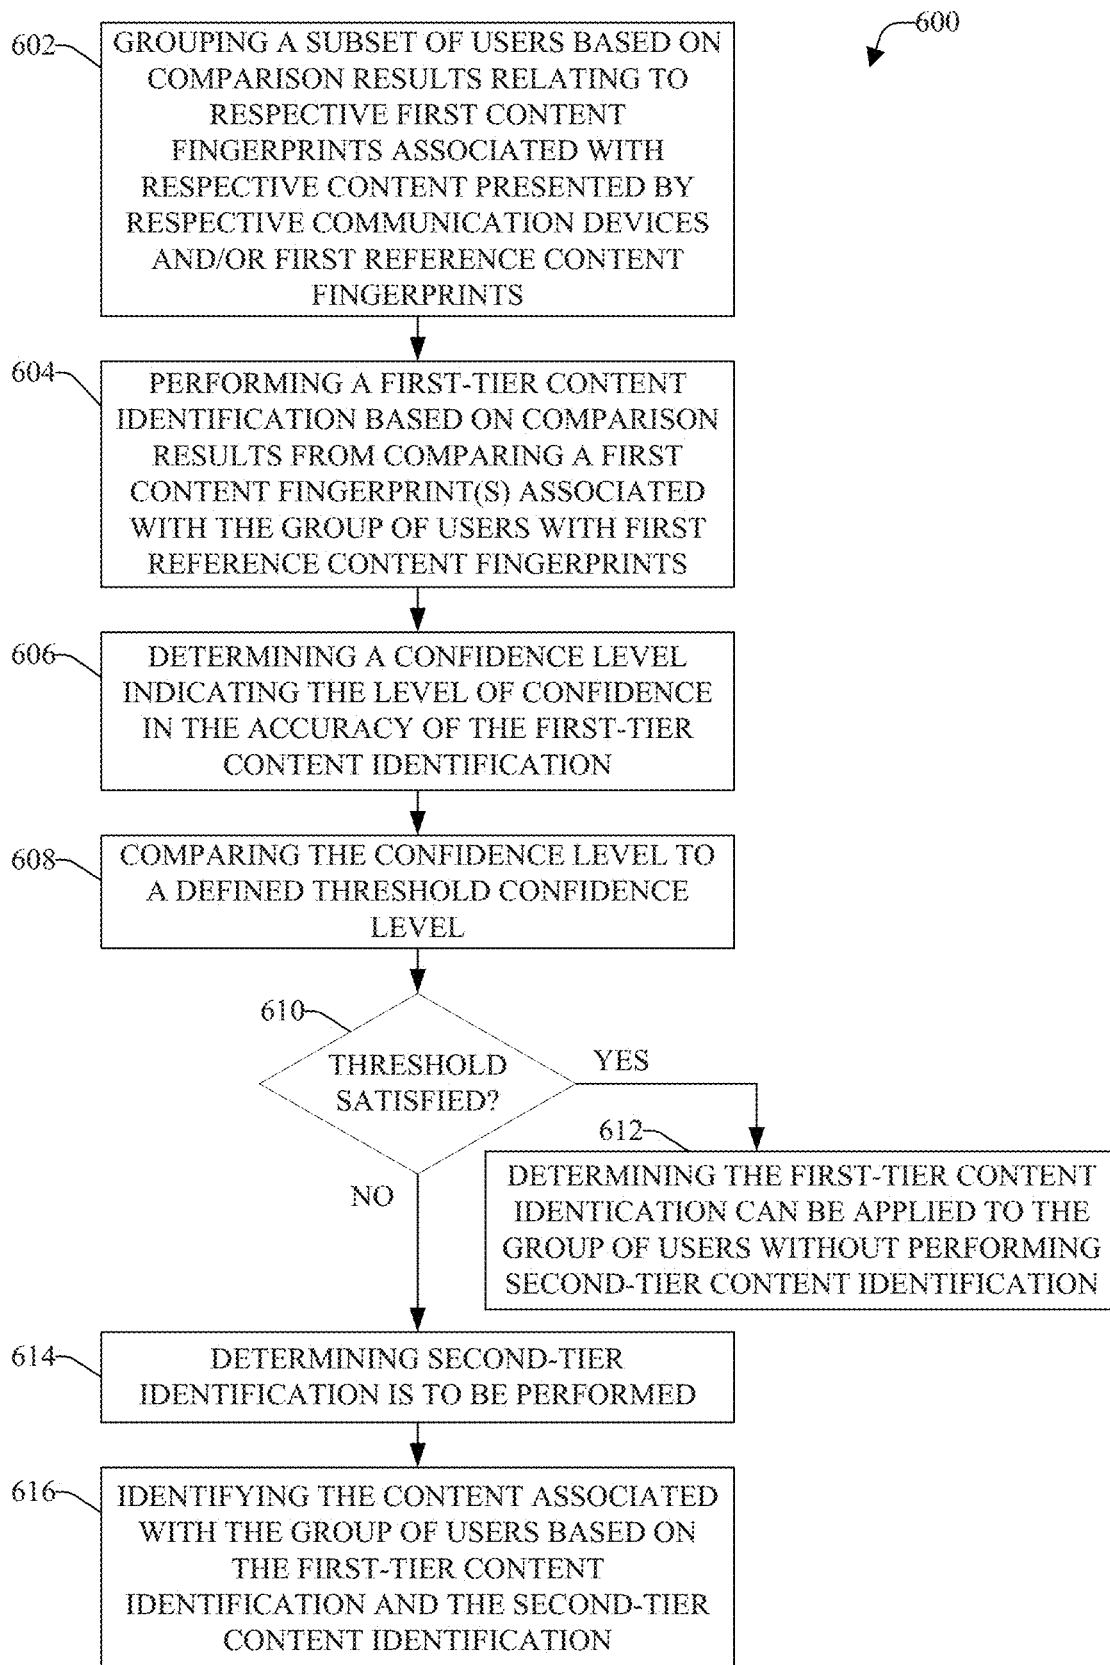 600
602
GROUPING A SUBSET OF USERS BASED ON
COMPARISON RESULTS RELATING TO
RESPECTIVE FIRST CONTENT
FINGERPRINTS ASSOCIATED WITH
RESPECTIVE CONTENT PRESENTED BY
RESPECTIVE COMMUNICATION DEVICES
AND/OR FIRST REFERENCE CONTENT
FINGERPRINTS
604
PERFORMING A FIRST-TIER CONTENT
IDENTIFICATION BASED ON COMPARISON
RESULTS FROM COMPARING A FIRST
CONTENT FINGERPRINT(S) ASSOCIATED
WITH THE GROUP OF USERS WITH FIRST
REFERENCE CONTENT FINGERPRINTS
606
DETERMINING A CONFIDENCE LEVEL
INDICATING THE LEVEL OF CONFIDENCE
IN THE ACCURACY OF THE FIRST-TIER
CONTENT IDENTIFICATION
608
COMPARING THE CONFIDENCE LEVEL TO
A DEFINED THRESHOLD CONFIDENCE
LEVEL
610
THRESHOLD
SATISFIED?
YES
NO
612
DETERMINING THE FIRST-TIER CONTENT
IDENTICATION CAN BE APPLIED TO THE
GROUP OF USERS WITHOUT PERFORMING
SECOND-TIER CONTENT IDENTIFICATION
614
DETERMINING SECOND-TIER
IDENTIFICATION IS TO BE PERFORMED
616
IDENTIFYING THE CONTENT ASSOCIATED
WITH THE GROUP OF USERS BASED ON
THE FIRST-TIER CONTENT
IDENTIFICATION AND THE SECOND-TIER
CONTENT IDENTIFICATION